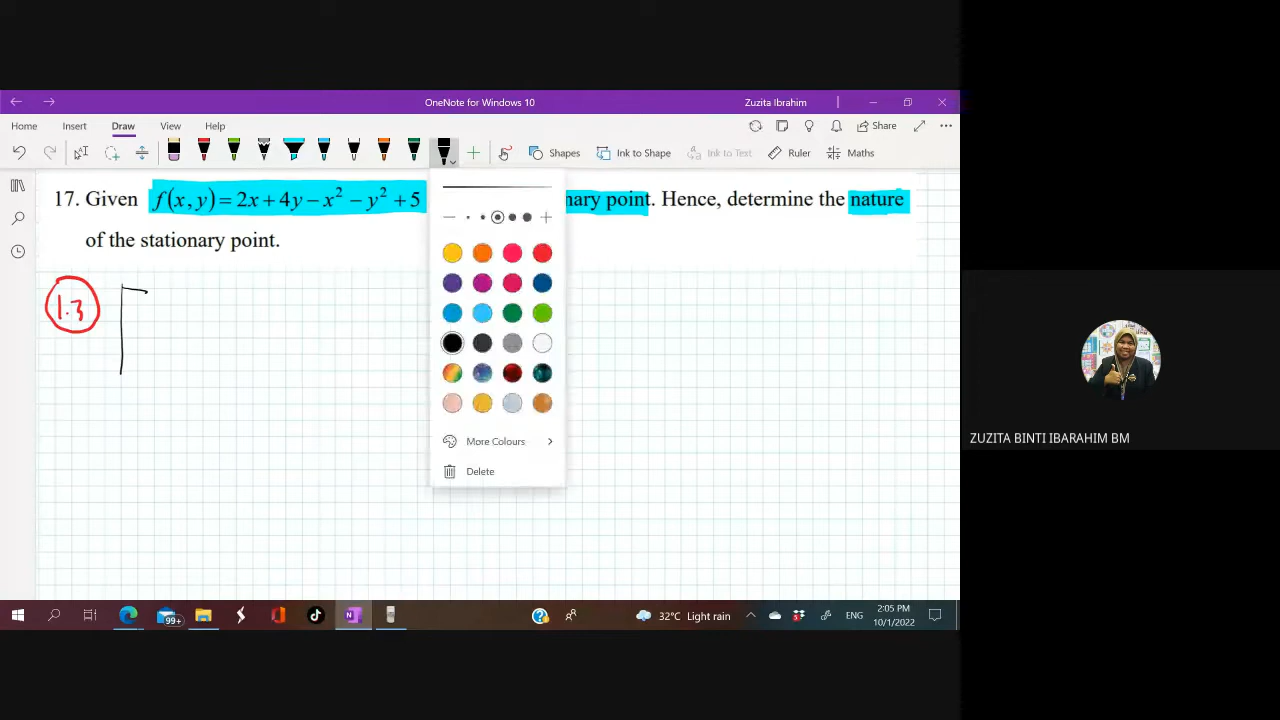 OneNote for Windows 10
Zuzita Ibrahim
Home Insert Draw View Help
Share
Shapes Ink to Shape Ink to Text Ruler Maths
17. Given f(x, y) = 2x + 4y − x² − y² + 5 nary point. Hence, determine the nature
of the stationary point.
1.3
More Colours
Delete
ZUZITA BINTI IBARAHIM BM
99+
5
32°C Light rain
ENG
2:05 PM
10/1/2022